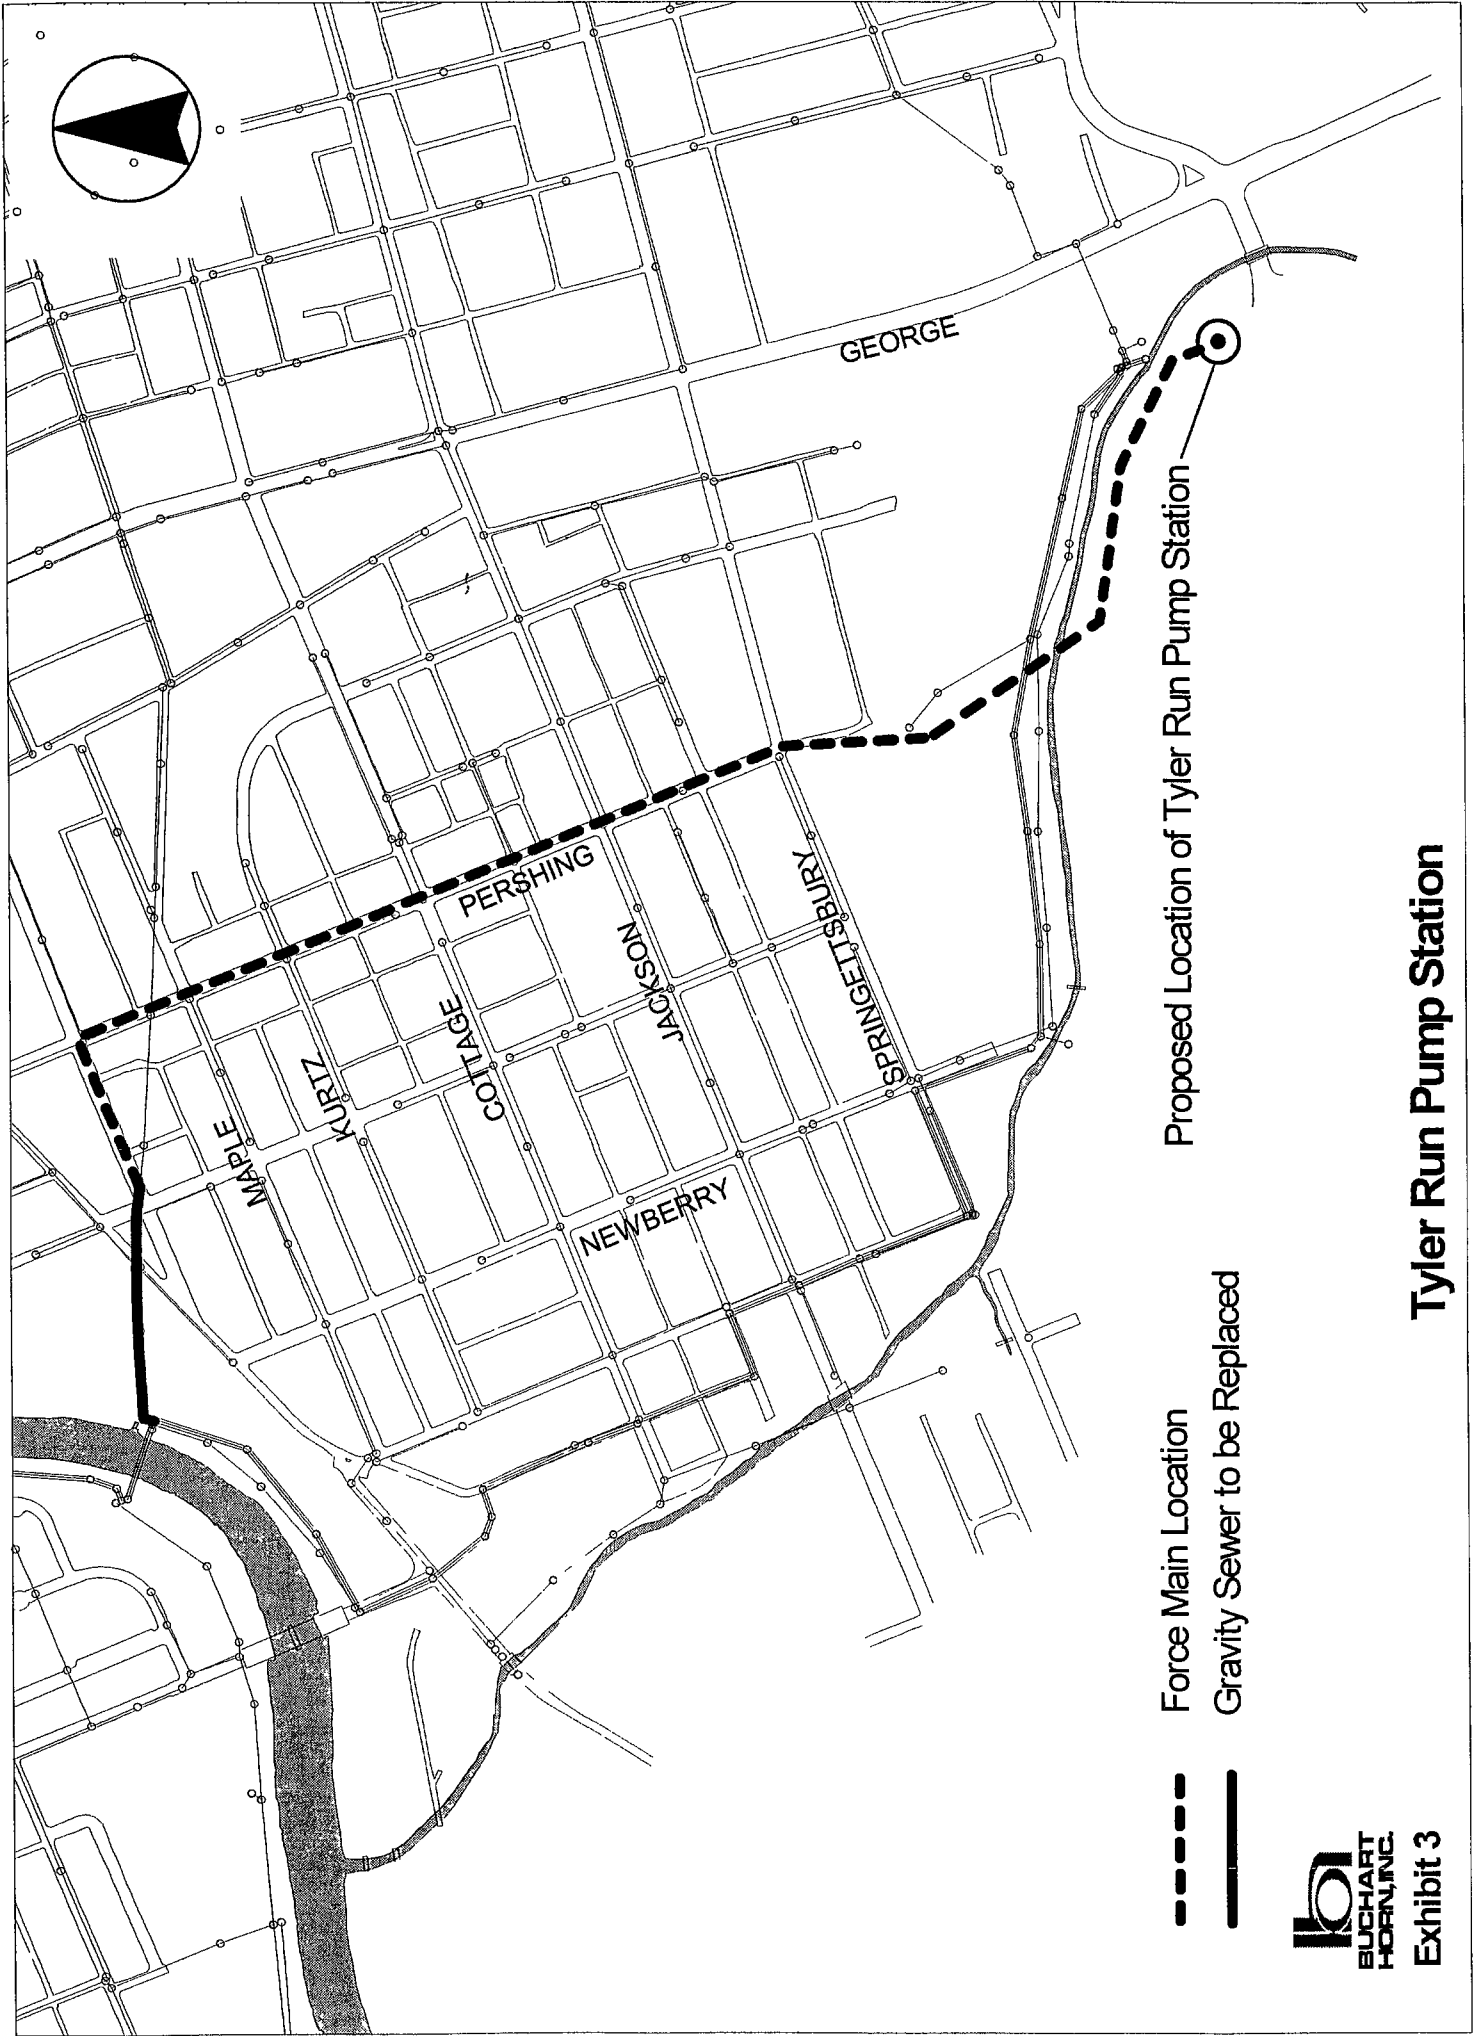 GEORGE
PERSHING
MAPLE
KURTZ
COTTAGE
JACKSON
SPRINGETTSBURY
NEWBERRY
Proposed Location of Tyler Run Pump Station
Force Main Location
Gravity Sewer to be Replaced
BUCHART
HORN, INC.
Exhibit 3
Tyler Run Pump Station